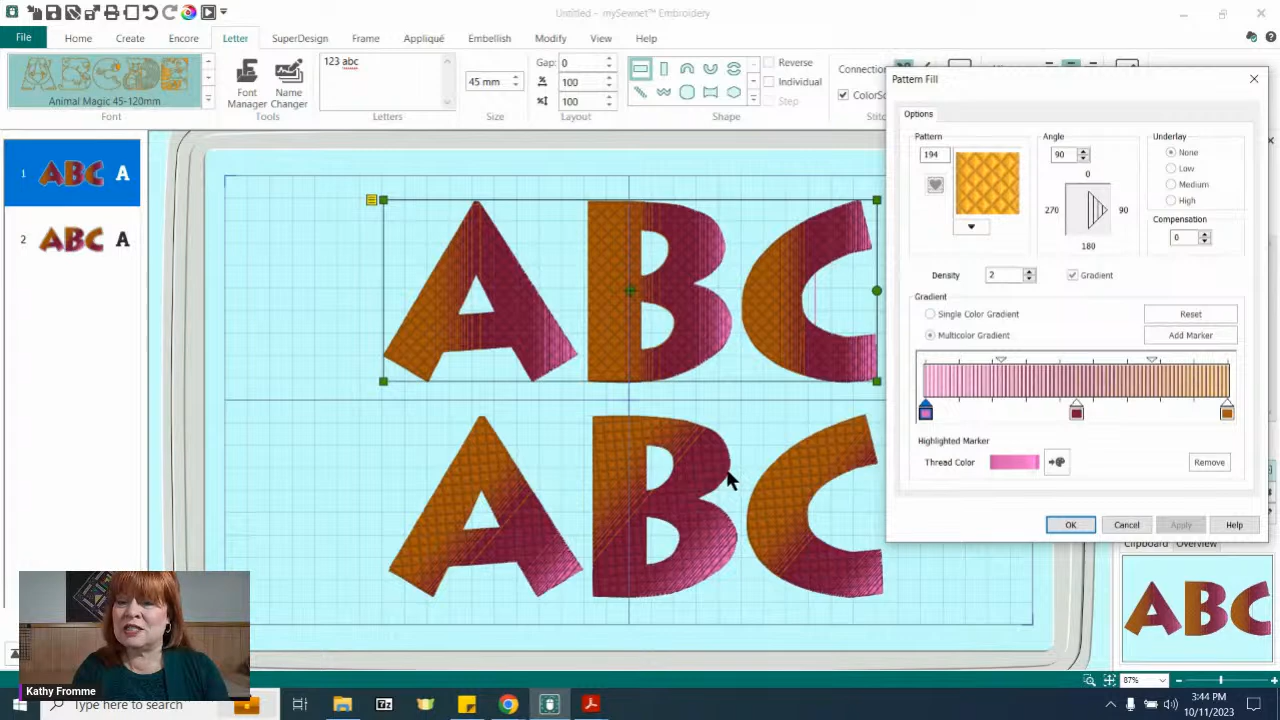 Untitled - mySewnet™ Embroidery
File Home Create Encore Letter SuperDesign Frame Appliqué Embellish Modify View Help
Animal Magic 45-120mm
Font
Font Manager
Name Changer
Tools
123 abc
Letters
45 mm
Size
Gap: 0
100
100
Layout
Reverse
Individual
Step
Shape
Connection
ColorSo
Stitc
1 ABC A
2 ABC A
ABC
ABC
Pattern Fill
Options
Pattern
194
Angle
90
0
270 90
180
Underlay
None
Low
Medium
High
Compensation
0
Density 2
Gradient
Gradient
Single Color Gradient
Multicolor Gradient
Reset
Add Marker
Highlighted Marker
Thread Color
Remove
OK Cancel Apply Help
Clipboard Overview
ABC
87%
Kathy Fromme
Type here to search
3:44 PM
10/11/2023